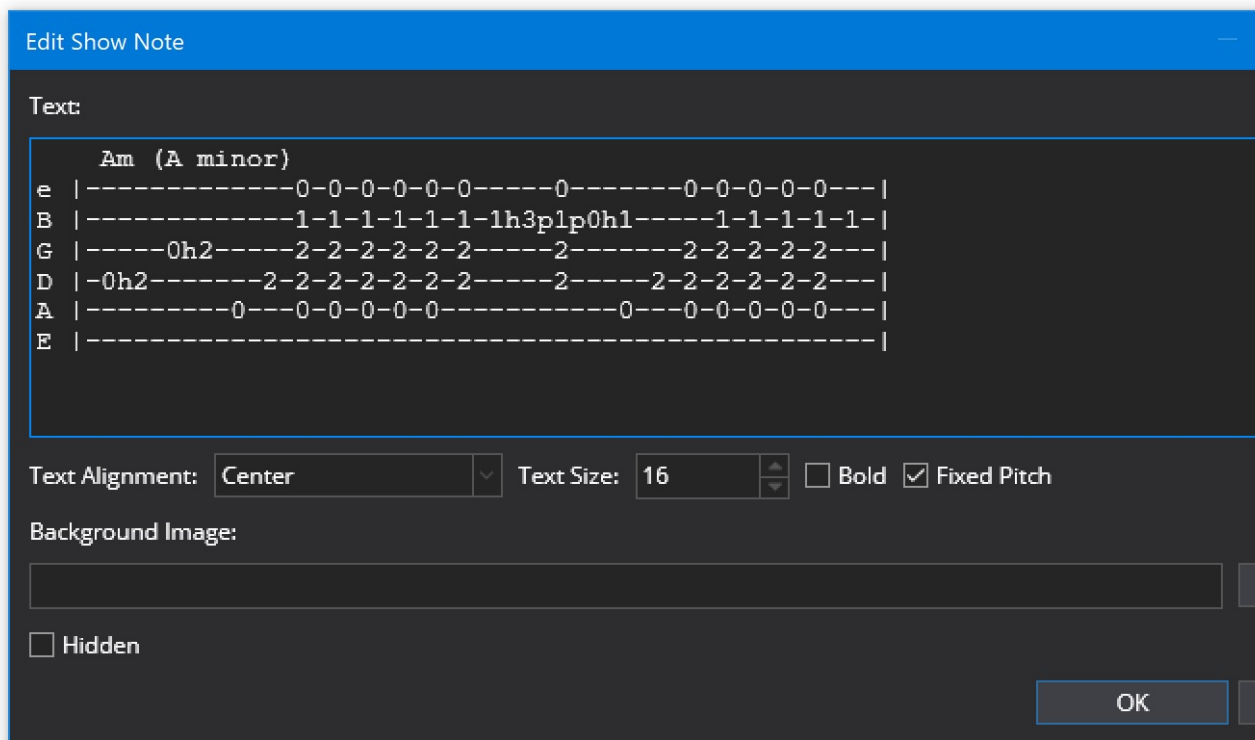 Edit Show Note
Text:
    Am (A minor)
e |-------------0-0-0-0-0-0-----0-------0-0-0-0-0---|
B |-------------1-1-1-1-1-1-1h3p1p0h1-----1-1-1-1-1-|
G |-----0h2-----2-2-2-2-2-2-----2-------2-2-2-2-2---|
D |-0h2-------2-2-2-2-2-2-2-----2-----2-2-2-2-2-2---|
A |---------0---0-0-0-0-0-----------0---0-0-0-0-0---|
E |-------------------------------------------------|
Text Alignment: Center Text Size: 16 Bold Fixed Pitch
Background Image:
Hidden
OK